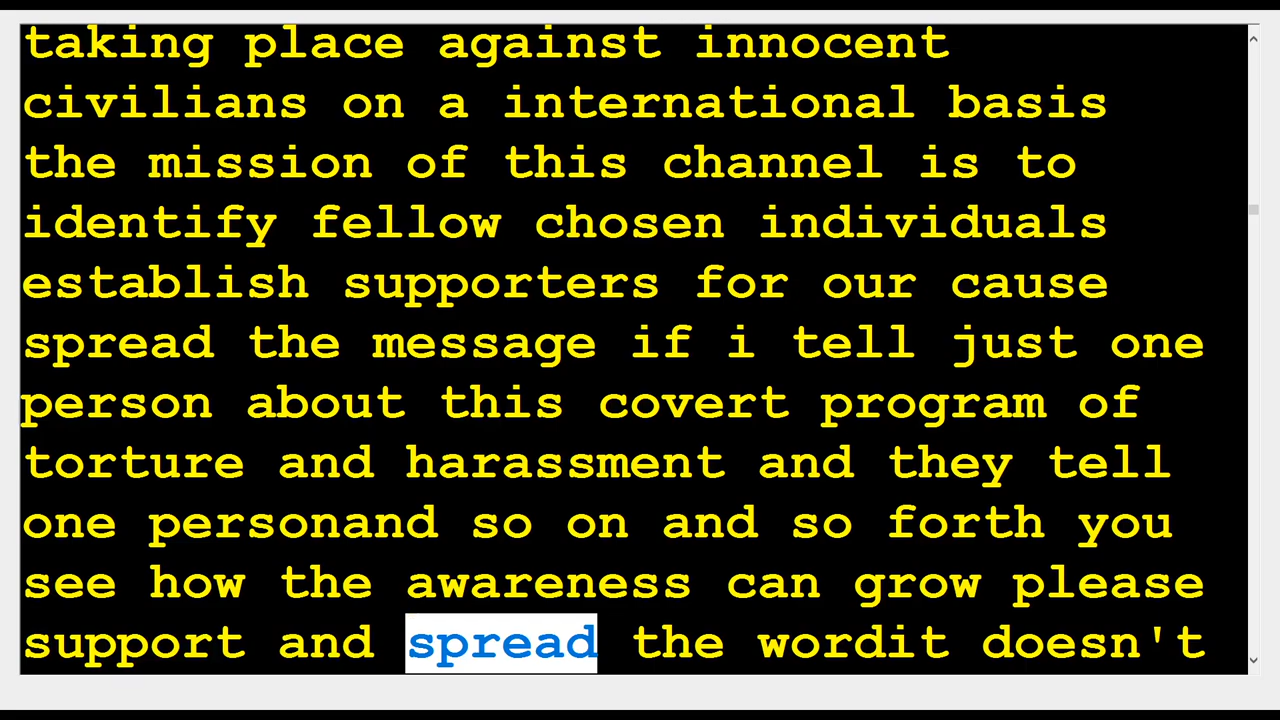 taking place against innocent
civilians on a international basis
the mission of this channel is to
identify fellow chosen individuals
establish supporters for our cause
spread the message if i tell just one
person about this covert program of
torture and harassment and they tell
one personand so on and so forth you
see how the awareness can grow please
support and spread the wordit doesn't